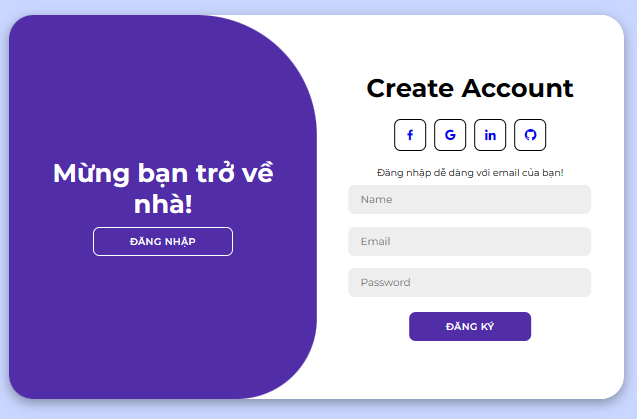 Mừng bạn trở về
nhà!
ĐĂNG NHẬP
Create Account
Đăng nhập dễ dàng với email của bạn!
Name
Email
Password
ĐĂNG KÝ